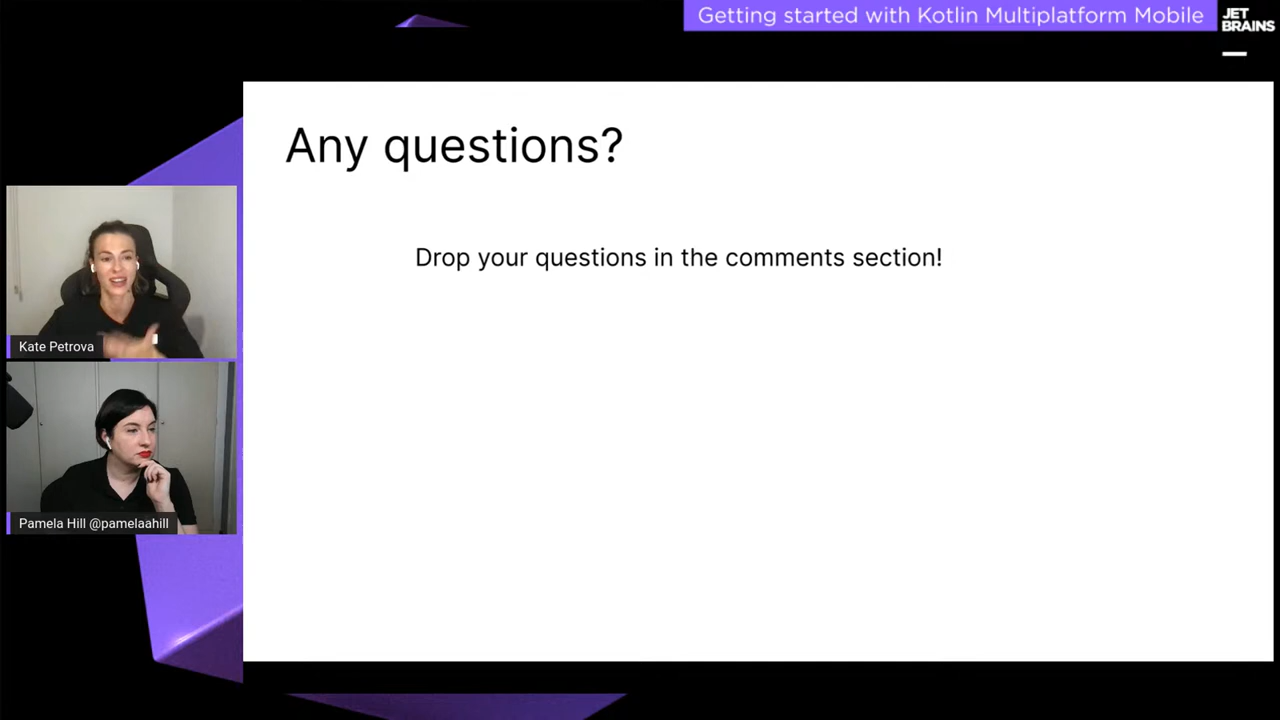 Getting started with Kotlin Multiplatform Mobile
JET
BRAINS
Any questions?
Drop your questions in the comments section!
Kate Petrova
Pamela Hill @pamelaahill